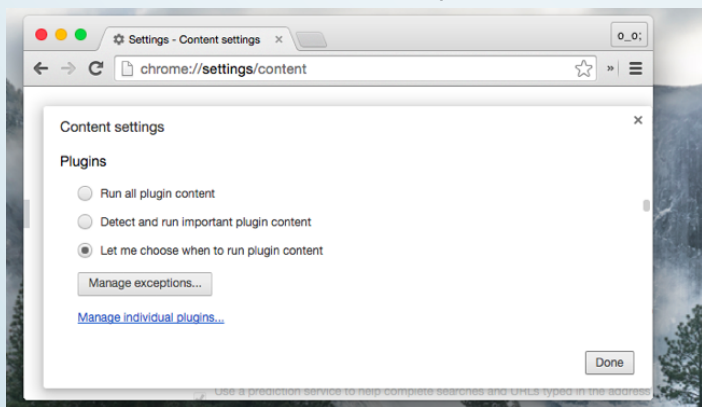 Settings - Content settings
o_o;
chrome://settings/content
Content settings
Plugins
Run all plugin content
Detect and run important plugin content
Let me choose when to run plugin content
Manage exceptions...
Manage individual plugins...
Done
Use a prediction service to help complete searches and URLs typed in the address